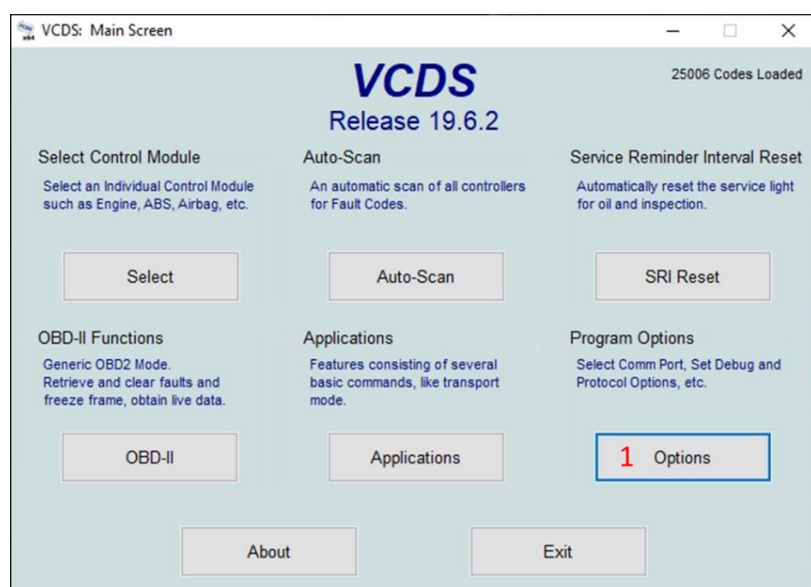 VCDS: Main Screen
VCDS
Release 19.6.2
25006 Codes Loaded
Select Control Module
Select an Individual Control Module
such as Engine, ABS, Airbag, etc.
Select
Auto-Scan
An automatic scan of all controllers
for Fault Codes.
Auto-Scan
Service Reminder Interval Reset
Automatically reset the service light
for oil and inspection.
SRI Reset
OBD-II Functions
Generic OBD2 Mode.
Retrieve and clear faults and
freeze frame, obtain live data.
OBD-II
Applications
Features consisting of several
basic commands, like transport
mode.
Applications
Program Options
Select Comm Port, Set Debug and
Protocol Options, etc.
1 Options
About
Exit